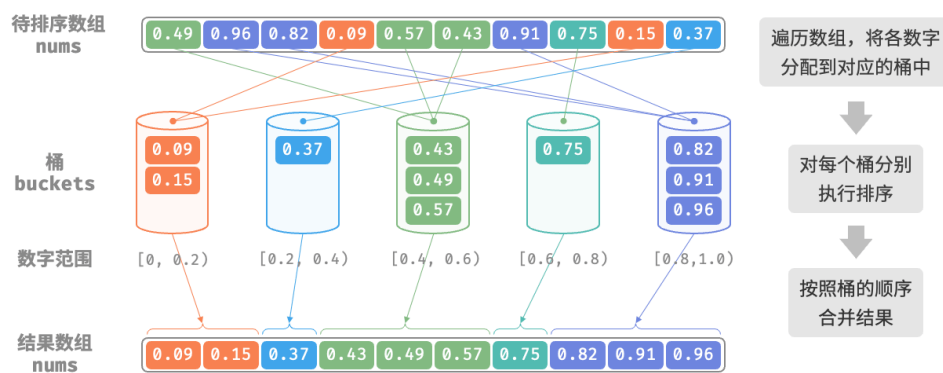 待排序数组
nums
0.49 0.96 0.82 0.09 0.57 0.43 0.91 0.75 0.15 0.37
遍历数组，将各数字
分配到对应的桶中
桶
buckets
0.09
0.15
0.37
0.43
0.49
0.57
0.75
0.82
0.91
0.96
对每个桶分别
执行排序
数字范围
[0, 0.2) [0.2, 0.4) [0.4, 0.6) [0.6, 0.8) [0.8,1.0)
按照桶的顺序
合并结果
结果数组
nums
0.09 0.15 0.37 0.43 0.49 0.57 0.75 0.82 0.91 0.96